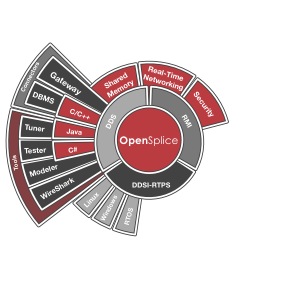 Connectors
Gateway
DBMS
C/C++
Java
C#
Tools
Tuner
Tester
Modeler
WireShark
Shared
Memory
Real-Time
Networking
Security
DDS
RMI
OpenSplice
DDSI-RTPS
Linux
Windows
RTOS